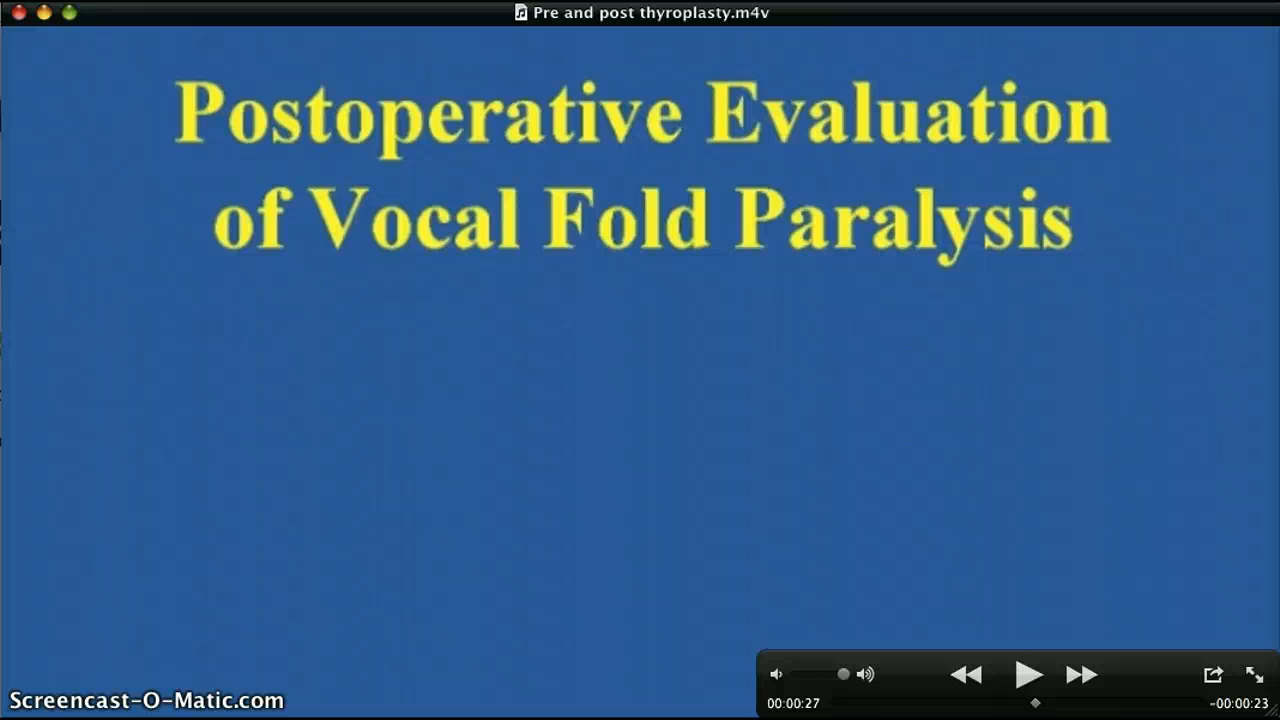 Pre and post thyroplasty.m4v
Postoperative Evaluation
of Vocal Fold Paralysis
00:00:27
-00:00:23
Screencast-O-Matic.com